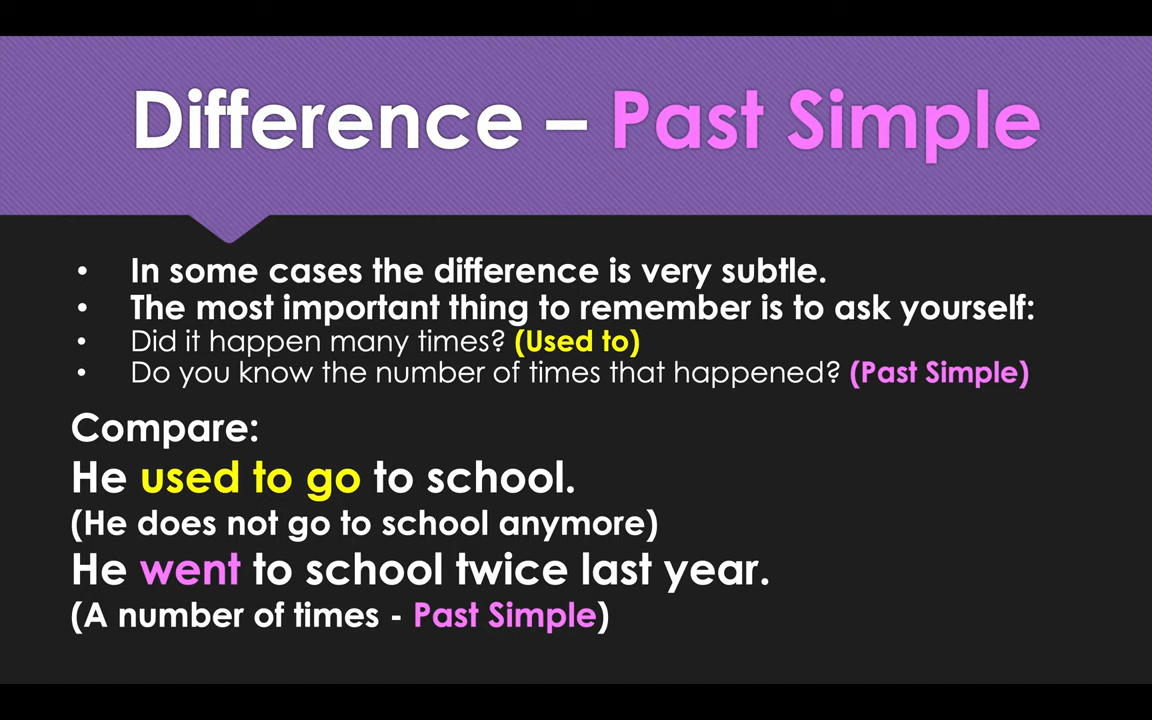 Difference – Past Simple
• In some cases the difference is very subtle.
• The most important thing to remember is to ask yourself:
• Did it happen many times? (Used to)
• Do you know the number of times that happened? (Past Simple)
Compare:
He used to go to school.
(He does not go to school anymore)
He went to school twice last year.
(A number of times - Past Simple)